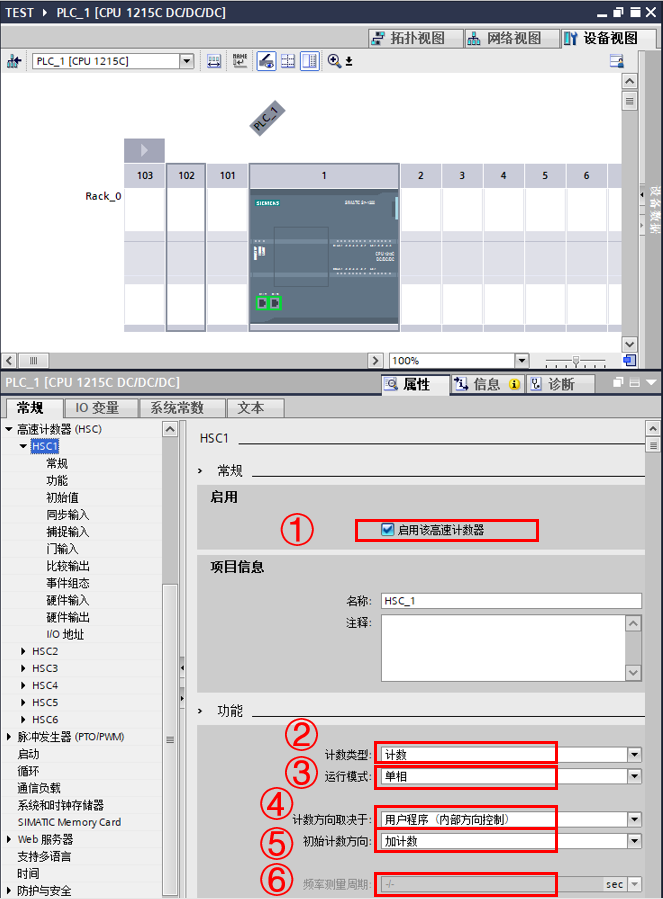 TEST ▸ PLC_1 [CPU 1215C DC/DC/DC]
拓扑视图 网络视图 设备视图
PLC_1 [CPU 1215C]
PLC_1
103 102 101 1 2 3 4 5 6
Rack_0
SIEMENS
设备数据
100%
PLC_1 [CPU 1215C DC/DC/DC]
属性 信息 诊断
常规 IO 变量 系统常数 文本
高速计数器 (HSC)
HSC1
常规
功能
初始值
同步输入
捕捉输入
门输入
比较输出
事件组态
硬件输入
硬件输出
I/O 地址
HSC2
HSC3
HSC4
HSC5
HSC6
脉冲发生器 (PTO/PWM)
启动
循环
通信负载
系统和时钟存储器
SIMATIC Memory Card
Web 服务器
支持多语言
时间
防护与安全
HSC1
常规
启用
① 启用该高速计数器
项目信息
名称: HSC_1
注释:
功能
② 计数类型: 计数
③ 运行模式: 单相
④ 计数方向取决于: 用户程序 (内部方向控制)
⑤ 初始计数方向: 加计数
⑥ 频率测量周期: -/- sec